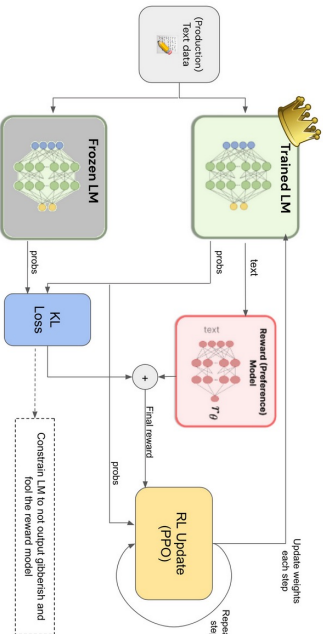 (Production)
Text data
Trained LM
Frozen LM
text
probs
probs
Reward (Preference)
Model
text
rθ
KL
Loss
+
Final reward
probs
RL Update
(PPO)
Update weights
each step
Constrain LM to not output gibberish and
fool the reward model